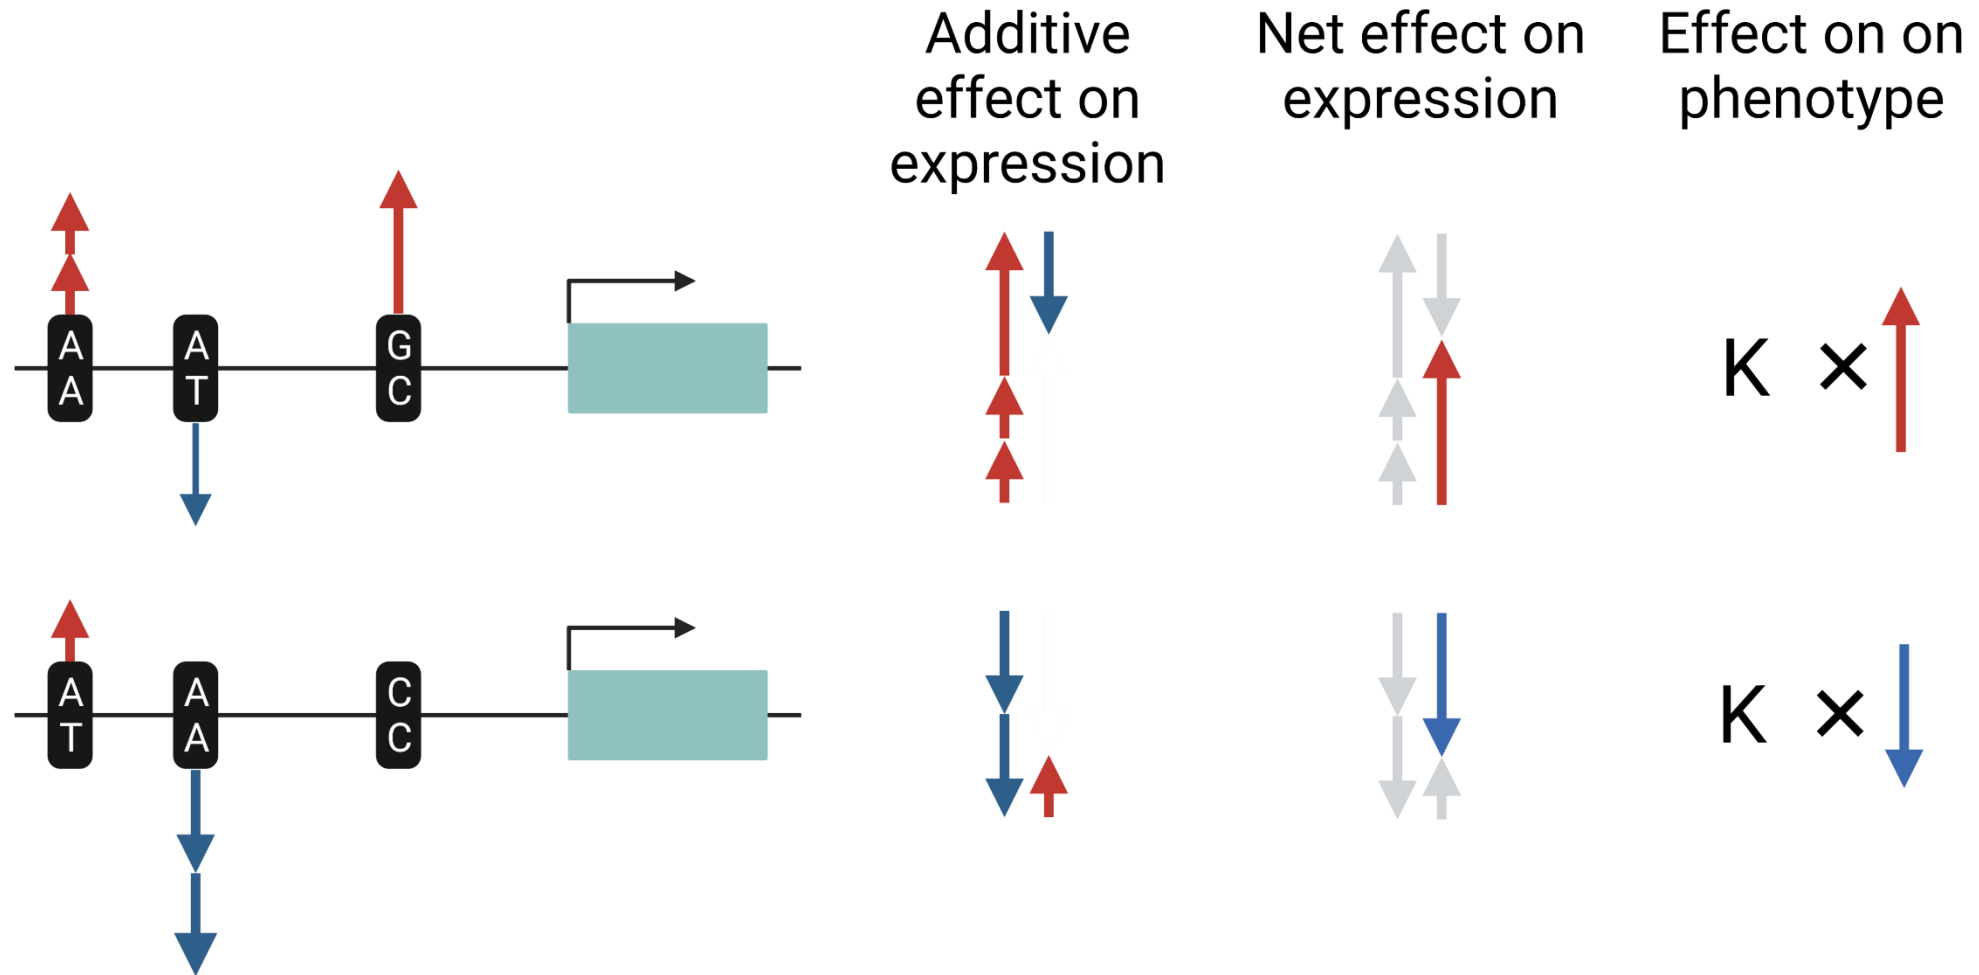 Additive
effect on
expression
Net effect on
expression
Effect on on
phenotype
A
A
A
T
G
C
K ×
A
T
A
A
C
C
K ×